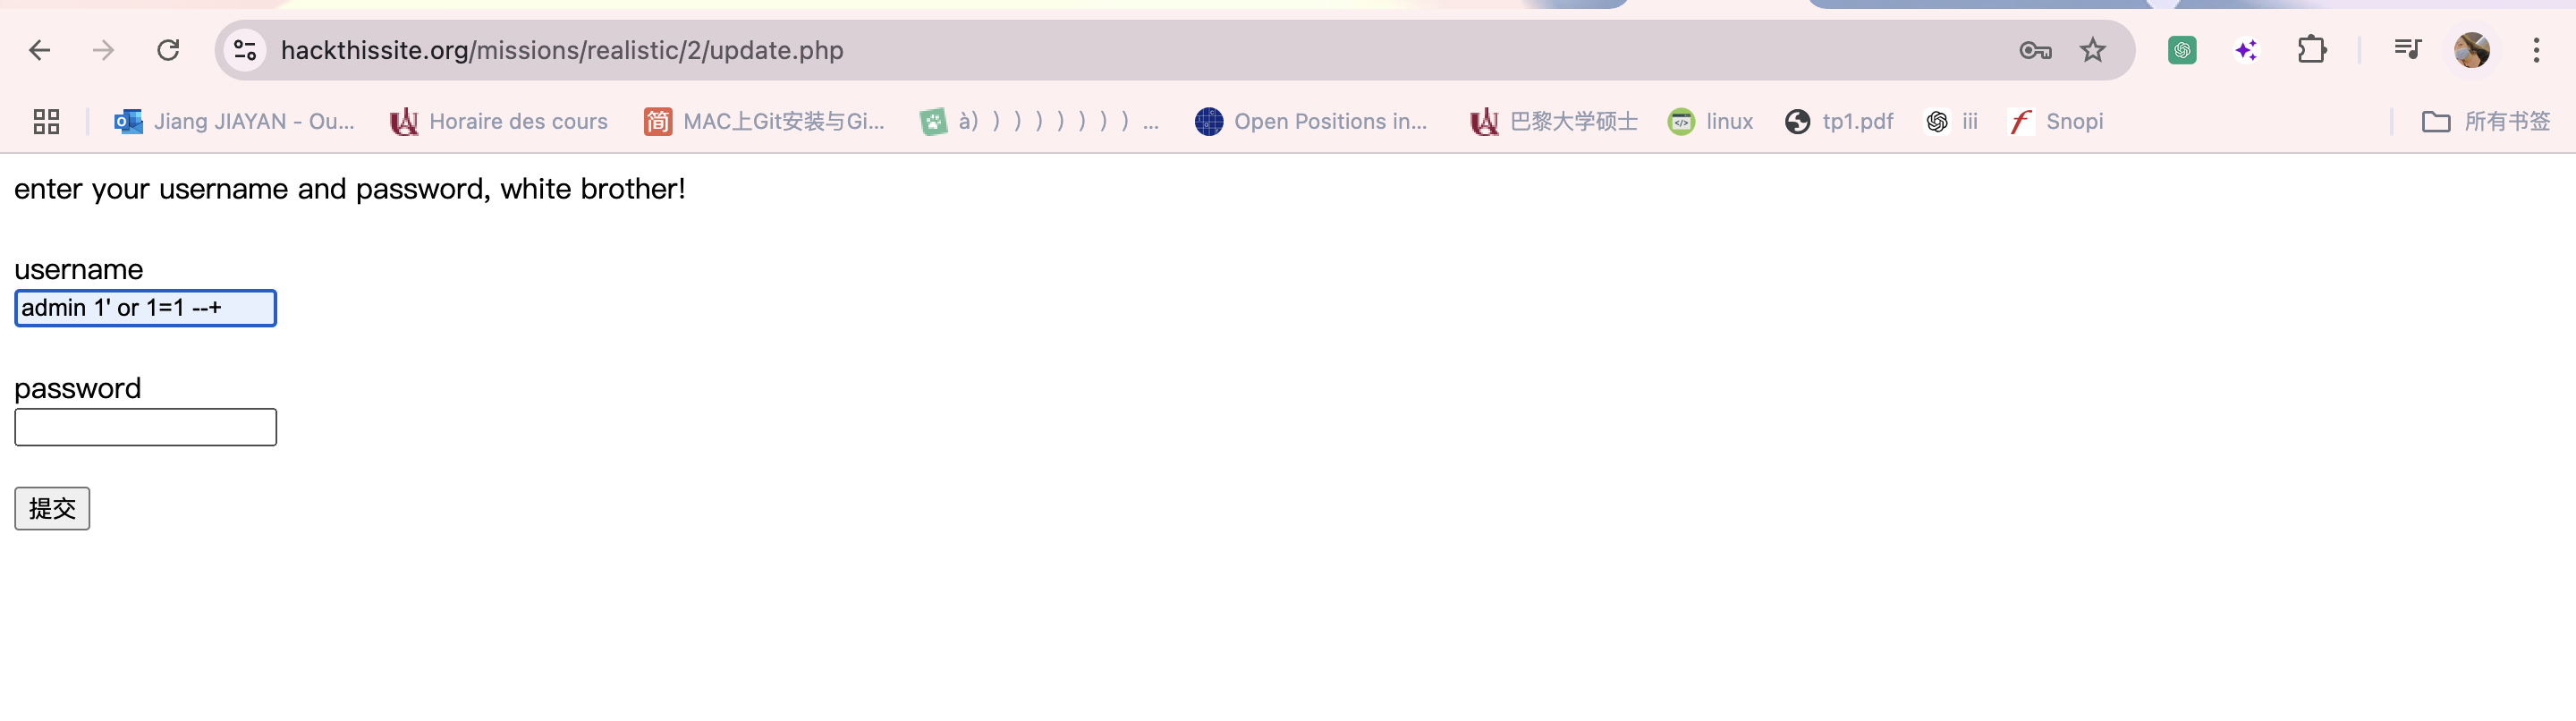 hackthissite.org/missions/realistic/2/update.php
Jiang JIAYAN - Ou... Horaire des cours 简 MAC上Git安装与Gi... à) ) ) ) ) ) ) ) ... Open Positions in... 巴黎大学硕士 linux tp1.pdf iii Snopi 所有书签
enter your username and password, white brother!
username
admin 1' or 1=1 --+
password
提交